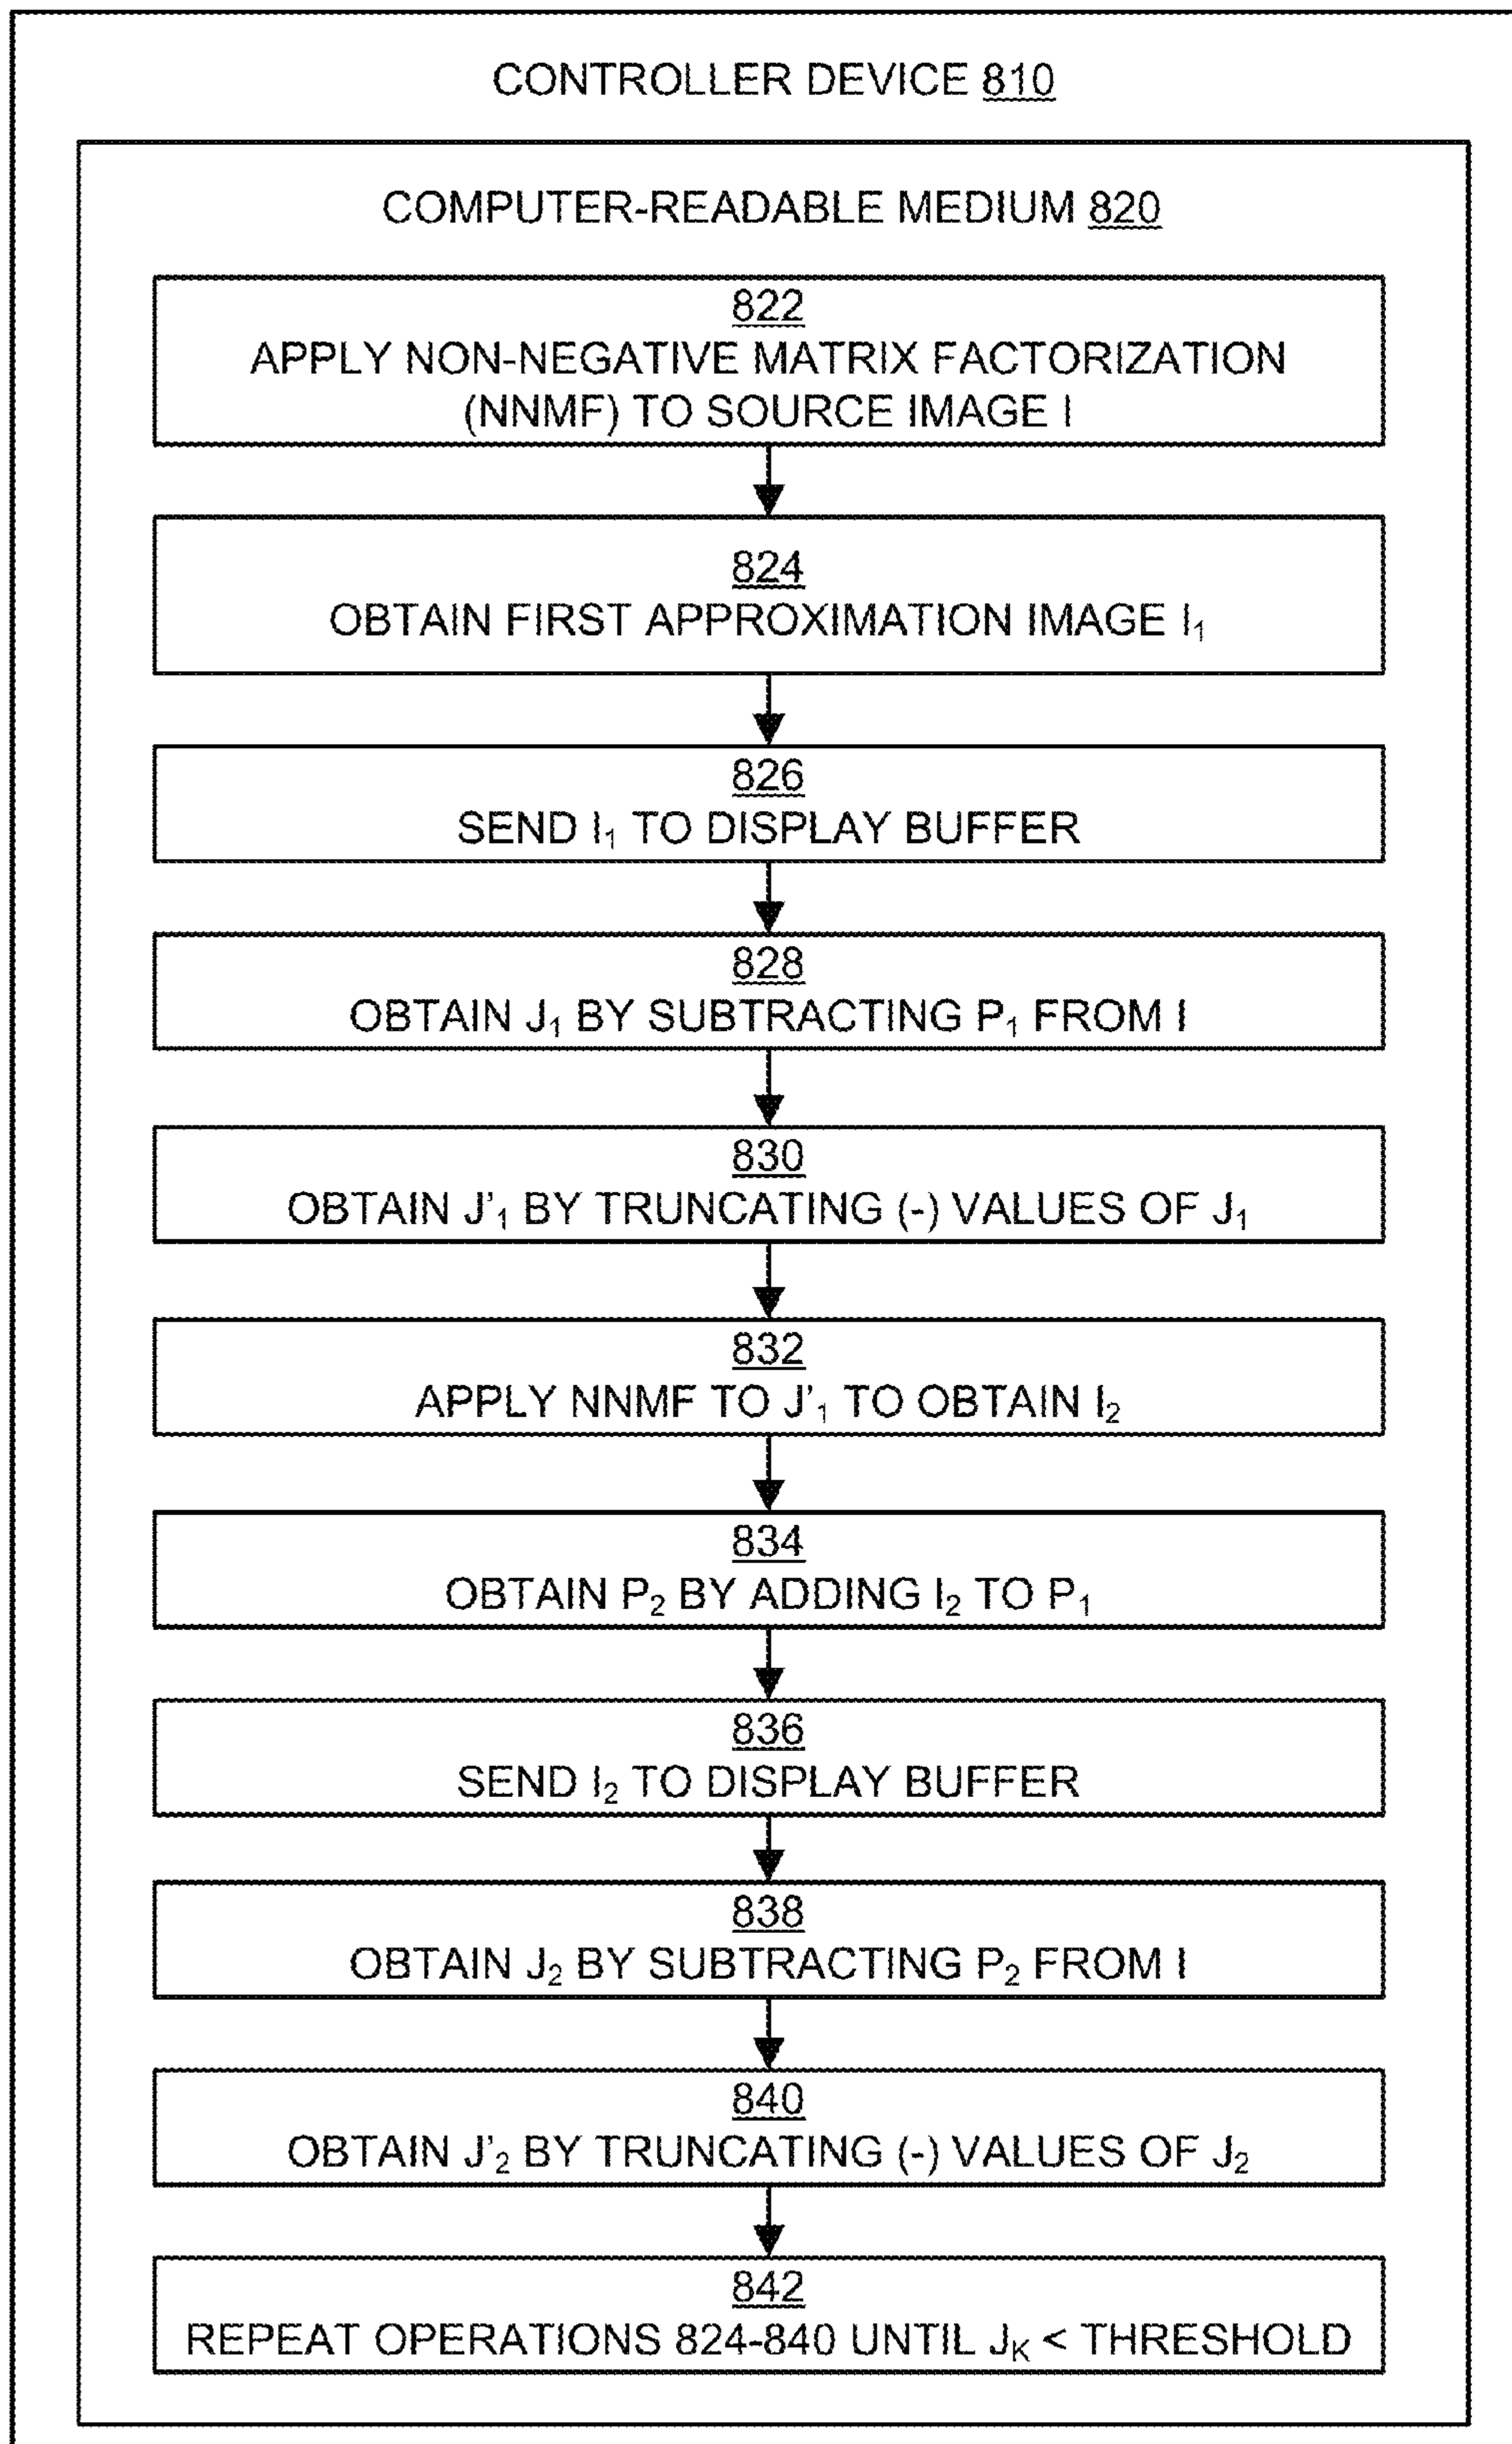 CONTROLLER DEVICE 810
COMPUTER-READABLE MEDIUM 820
822
APPLY NON-NEGATIVE MATRIX FACTORIZATION
(NNMF) TO SOURCE IMAGE I
824
OBTAIN FIRST APPROXIMATION IMAGE I₁
826
SEND I₁ TO DISPLAY BUFFER
828
OBTAIN J₁ BY SUBTRACTING P₁ FROM I
830
OBTAIN J'₁ BY TRUNCATING (-) VALUES OF J₁
832
APPLY NNMF TO J'₁ TO OBTAIN I₂
834
OBTAIN P₂ BY ADDING I₂ TO P₁
836
SEND I₂ TO DISPLAY BUFFER
838
OBTAIN J₂ BY SUBTRACTING P₂ FROM I
840
OBTAIN J'₂ BY TRUNCATING (-) VALUES OF J₂
842
REPEAT OPERATIONS 824-840 UNTIL J_K < THRESHOLD